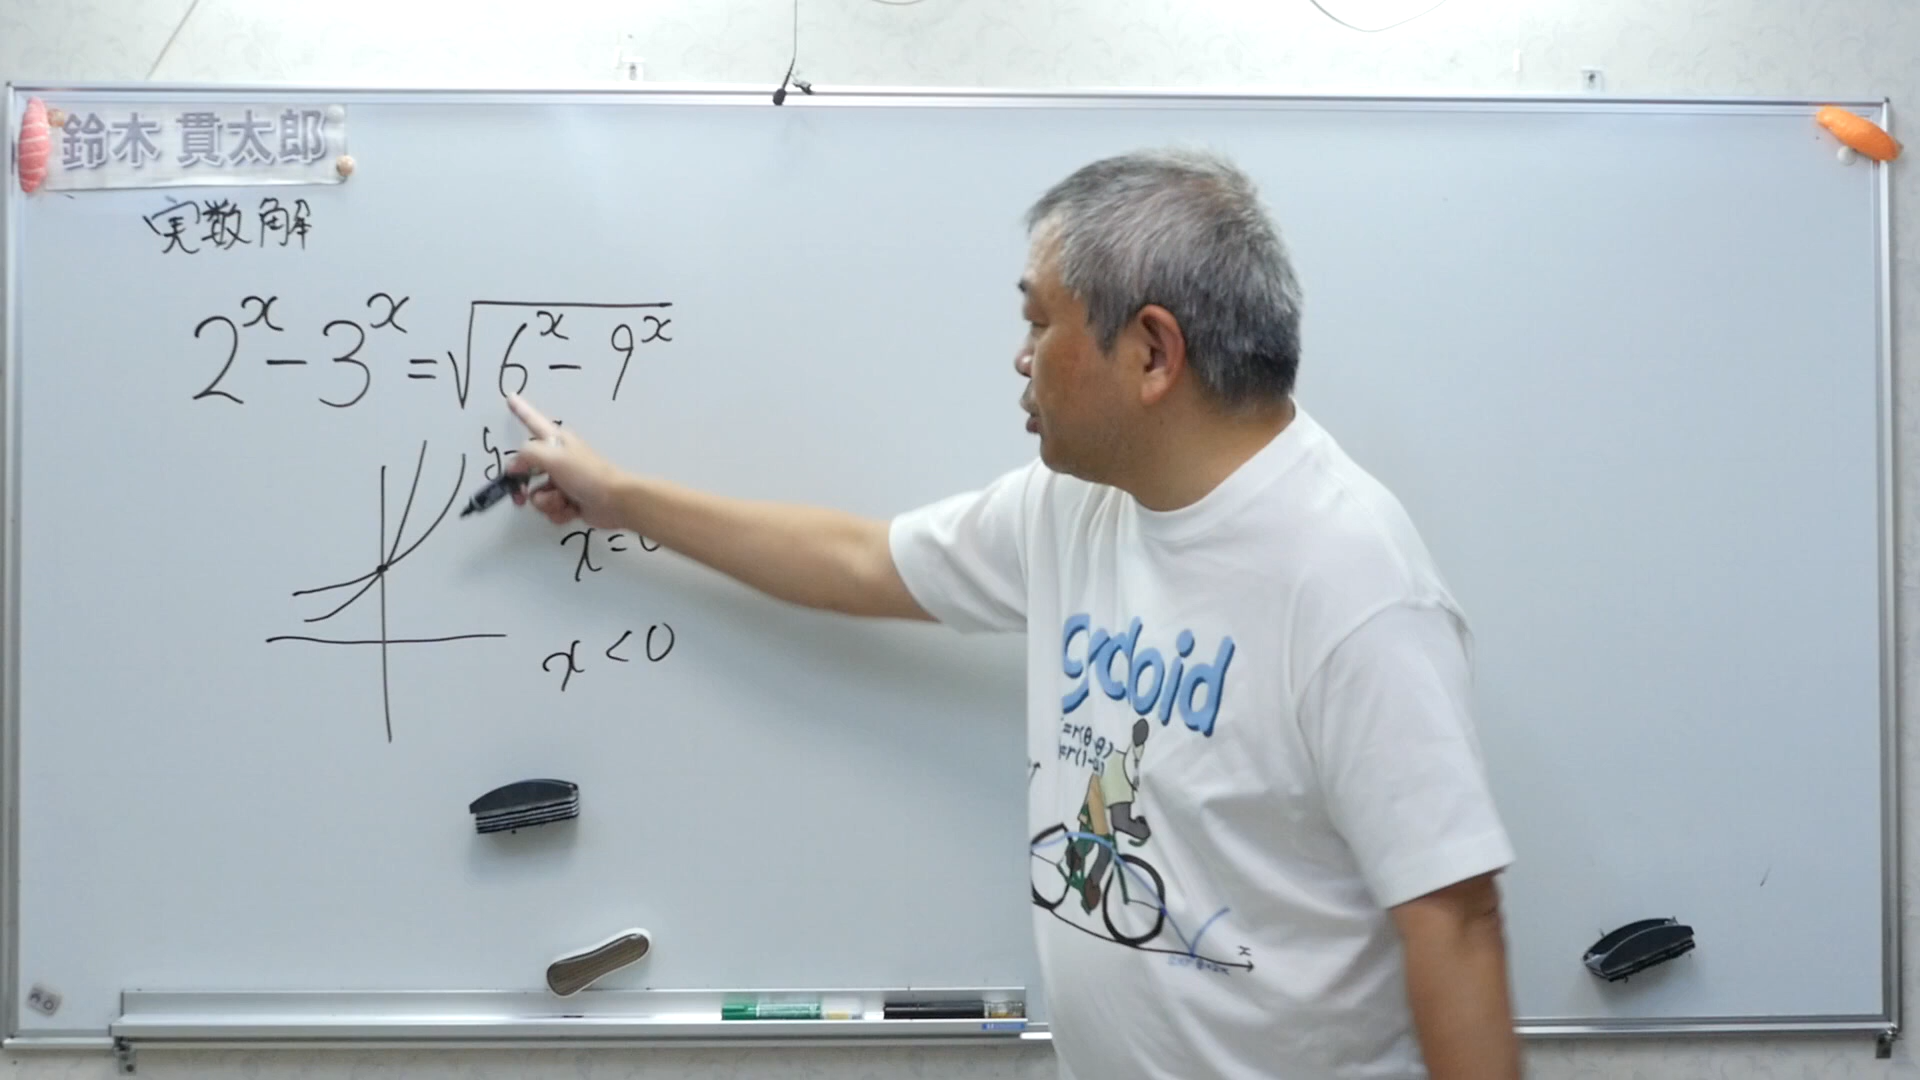 鈴木 貫太郎
実数解
2^x - 3^x = √(6^x - 9^x)
x=0
x<0
cycloid
x